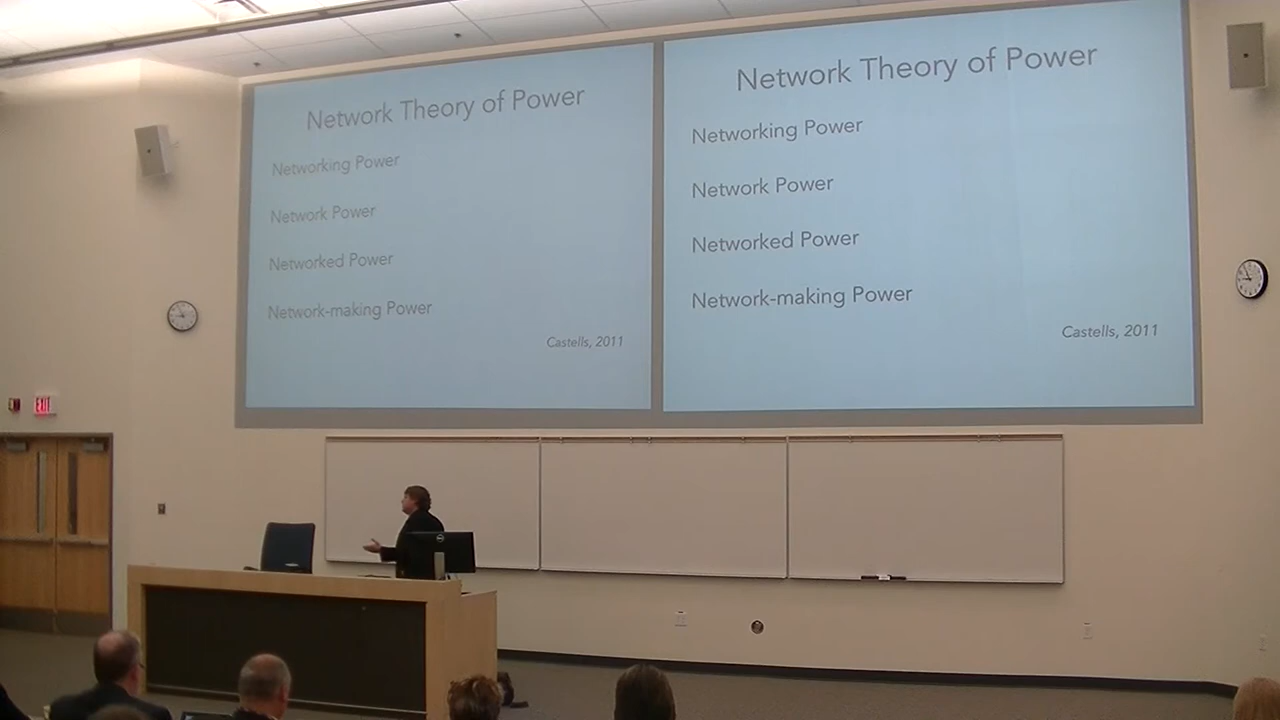 Network Theory of Power
Networking Power
Network Power
Networked Power
Network-making Power
Castells, 2011
Network Theory of Power
Networking Power
Network Power
Networked Power
Network-making Power
Castells, 2011
EXIT